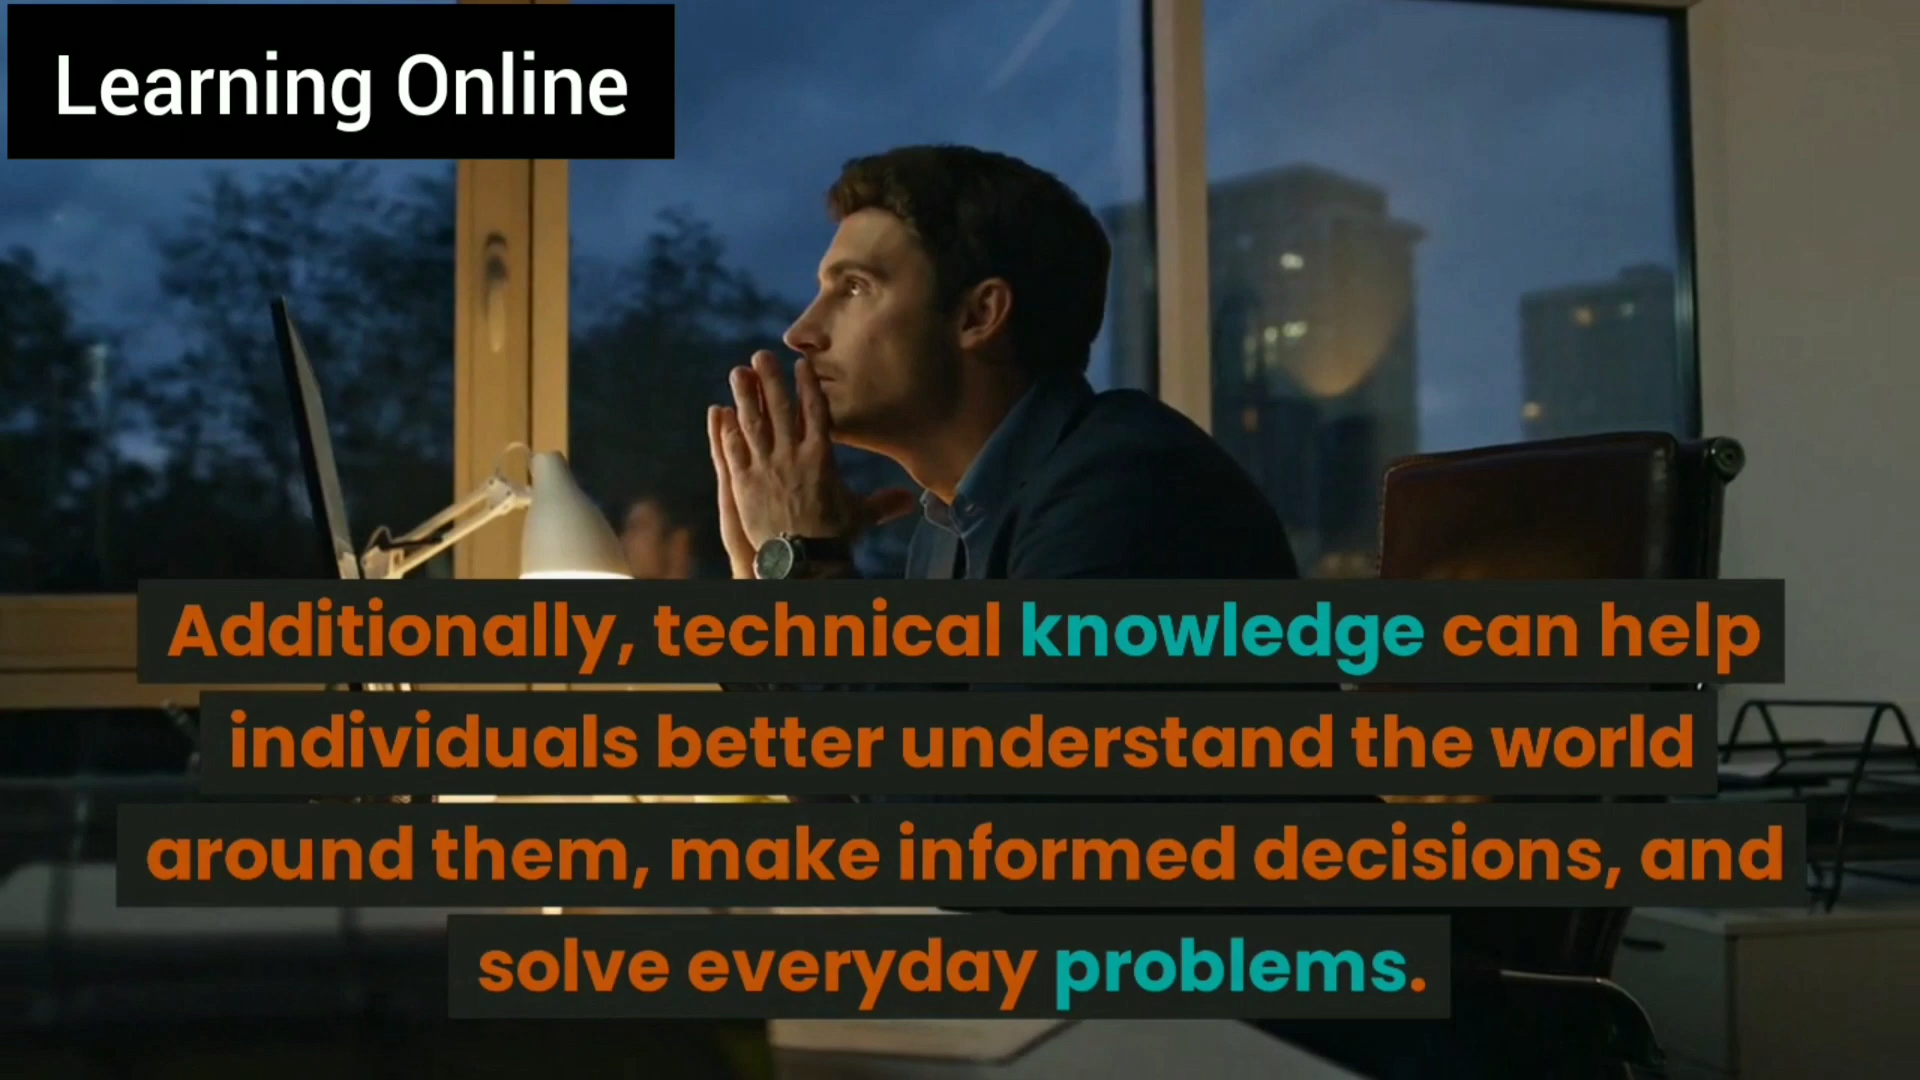 Learning Online
Additionally, technical knowledge can help
individuals better understand the world
around them, make informed decisions, and
solve everyday problems.